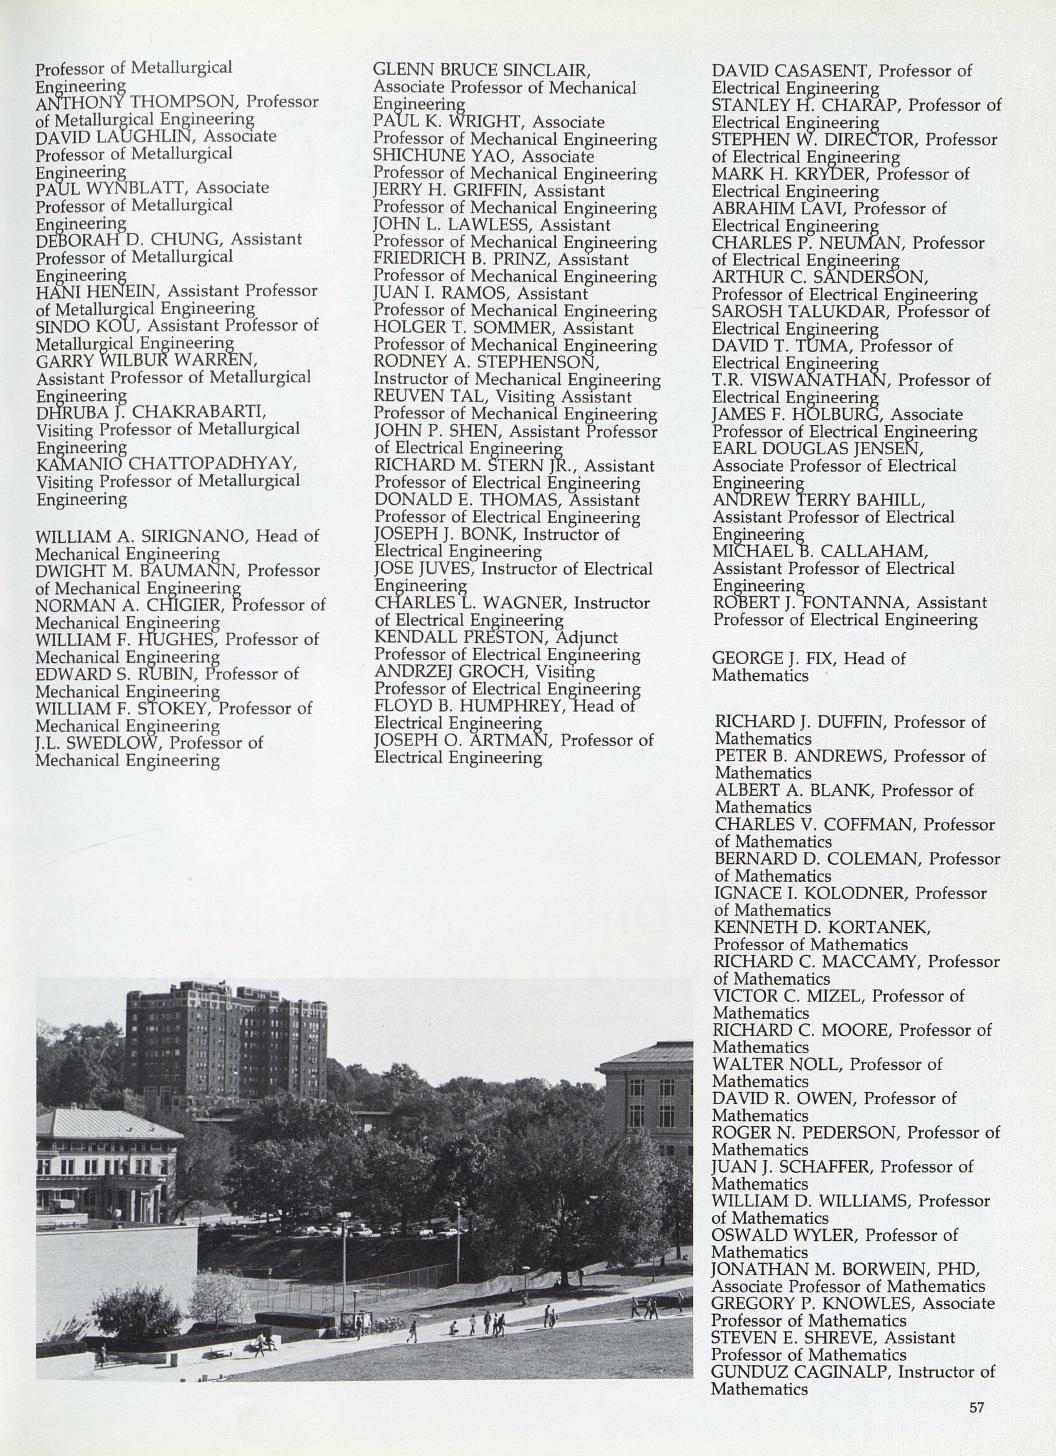 Professor of Metallurgical
Engineering
ANTHONY THOMPSON, Professor
of Metallurgical Engineering
DAVID LAUGHLIN, Associate
Professor of Metallurgical
Engineering
PAUL WYNBLATT, Associate
Professor of Metallurgical
Engineering
DEBORAH D. CHUNG, Assistant
Professor of Metallurgical
Engineering
HANI HENEIN, Assistant Professor
of Metallurgical Engineering
SINDO KOU, Assistant Professor of
Metallurgical Engineering
GARRY WILBUR WARREN,
Assistant Professor of Metallurgical
Engineering
DHRUBA J. CHAKRABARTI,
Visiting Professor of Metallurgical
Engineering
KAMANIO CHATTOPADHYAY,
Visiting Professor of Metallurgical
Engineering
WILLIAM A. SIRIGNANO, Head of
Mechanical Engineering
DWIGHT M. BAUMANN, Professor
of Mechanical Engineering
NORMAN A. CHIGIER, Professor of
Mechanical Engineering
WILLIAM F. HUGHES, Professor of
Mechanical Engineering
EDWARD S. RUBIN, Professor of
Mechanical Engineering
WILLIAM F. STOKEY, Professor of
Mechanical Engineering
J.L. SWEDLOW, Professor of
Mechanical Engineering
GLENN BRUCE SINCLAIR,
Associate Professor of Mechanical
Engineering
PAUL K. WRIGHT, Associate
Professor of Mechanical Engineering
SHICHUNE YAO, Associate
Professor of Mechanical Engineering
JERRY H. GRIFFIN, Assistant
Professor of Mechanical Engineering
JOHN L. LAWLESS, Assistant
Professor of Mechanical Engineering
FRIEDRICH B. PRINZ, Assistant
Professor of Mechanical Engineering
JUAN I. RAMOS, Assistant
Professor of Mechanical Engineering
HOLGER T. SOMMER, Assistant
Professor of Mechanical Engineering
RODNEY A. STEPHENSON,
Instructor of Mechanical Engineering
REUVEN TAL, Visiting Assistant
Professor of Mechanical Engineering
JOHN P. SHEN, Assistant Professor
of Electrical Engineering
RICHARD M. STERN JR., Assistant
Professor of Electrical Engineering
DONALD E. THOMAS, Assistant
Professor of Electrical Engineering
JOSEPH J. BONK, Instructor of
Electrical Engineering
JOSE JUVES, Instructor of Electrical
Engineering
CHARLES L. WAGNER, Instructor
of Electrical Engineering
KENDALL PRESTON, Adjunct
Professor of Electrical Engineering
ANDRZEJ GROCH, Visiting
Professor of Electrical Engineering
FLOYD B. HUMPHREY, Head of
Electrical Engineering
JOSEPH O. ARTMAN, Professor of
Electrical Engineering
DAVID CASASENT, Professor of
Electrical Engineering
STANLEY H. CHARAP, Professor of
Electrical Engineering
STEPHEN W. DIRECTOR, Professor
of Electrical Engineering
MARK H. KRYDER, Professor of
Electrical Engineering
ABRAHIM LAVI, Professor of
Electrical Engineering
CHARLES P. NEUMAN, Professor
of Electrical Engineering
ARTHUR C. SANDERSON,
Professor of Electrical Engineering
SAROSH TALUKDAR, Professor of
Electrical Engineering
DAVID T. TUMA, Professor of
Electrical Engineering
T.R. VISWANATHAN, Professor of
Electrical Engineering
JAMES F. HOLBURG, Associate
Professor of Electrical Engineering
EARL DOUGLAS JENSEN,
Associate Professor of Electrical
Engineering
ANDREW TERRY BAHILL,
Assistant Professor of Electrical
Engineering
MICHAEL B. CALLAHAM,
Assistant Professor of Electrical
Engineering
ROBERT J. FONTANNA, Assistant
Professor of Electrical Engineering
GEORGE J. FIX, Head of
Mathematics
RICHARD J. DUFFIN, Professor of
Mathematics
PETER B. ANDREWS, Professor of
Mathematics
ALBERT A. BLANK, Professor of
Mathematics
CHARLES V. COFFMAN, Professor
of Mathematics
BERNARD D. COLEMAN, Professor
of Mathematics
IGNACE I. KOLODNER, Professor
of Mathematics
KENNETH D. KORTANEK,
Professor of Mathematics
RICHARD C. MACCAMY, Professor
of Mathematics
VICTOR C. MIZEL, Professor of
Mathematics
RICHARD C. MOORE, Professor of
Mathematics
WALTER NOLL, Professor of
Mathematics
DAVID R. OWEN, Professor of
Mathematics
ROGER N. PEDERSON, Professor of
Mathematics
JUAN J. SCHAFFER, Professor of
Mathematics
WILLIAM D. WILLIAMS, Professor
of Mathematics
OSWALD WYLER, Professor of
Mathematics
JONATHAN M. BORWEIN, PHD,
Associate Professor of Mathematics
GREGORY P. KNOWLES, Associate
Professor of Mathematics
STEVEN E. SHREVE, Assistant
Professor of Mathematics
GUNDUZ CAGINALP, Instructor of
Mathematics
57